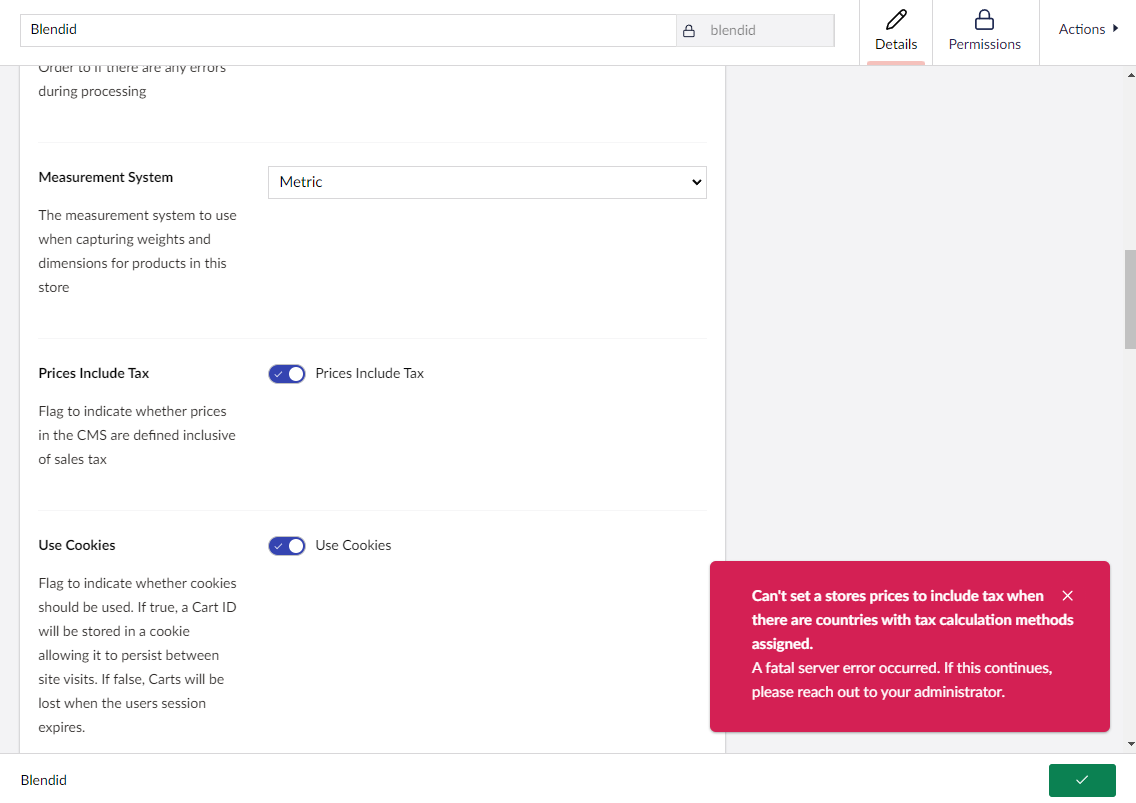 Blendid
blendid
Details
Permissions
Actions
Order to if there are any errors
during processing
Measurement System
Metric
The measurement system to use
when capturing weights and
dimensions for products in this
store
Prices Include Tax
Prices Include Tax
Flag to indicate whether prices
in the CMS are defined inclusive
of sales tax
Use Cookies
Use Cookies
Flag to indicate whether cookies
should be used. If true, a Cart ID
will be stored in a cookie
allowing it to persist between
site visits. If false, Carts will be
lost when the users session
expires.
Can't set a stores prices to include tax when
there are countries with tax calculation methods
assigned.
A fatal server error occurred. If this continues,
please reach out to your administrator.
Blendid